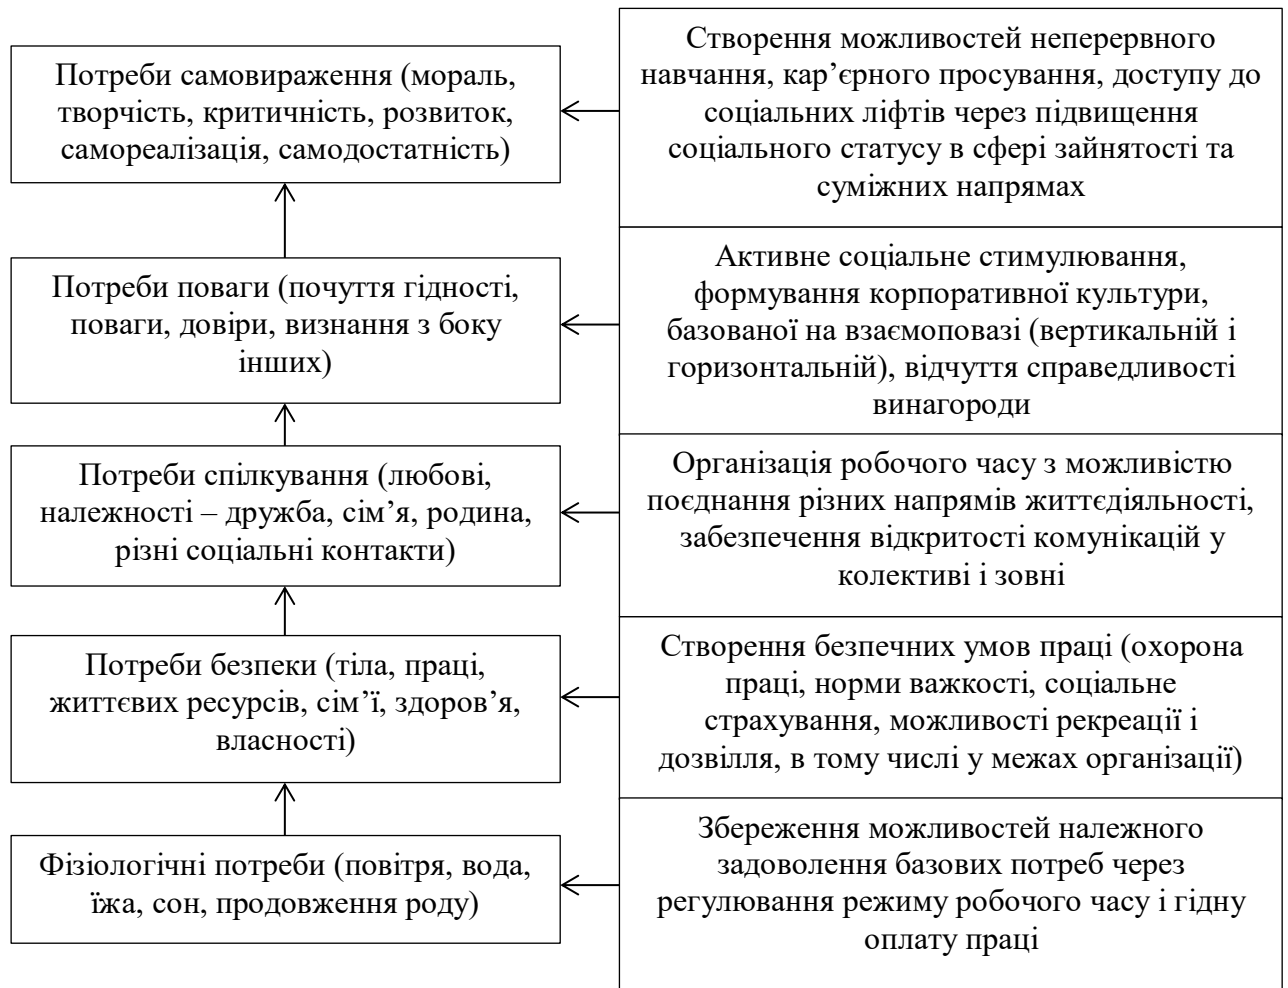 Потреби самовираження (мораль,
творчість, критичність, розвиток,
самореалізація, самодостатність)
Створення можливостей неперервного
навчання, кар’єрного просування, доступу до
соціальних ліфтів через підвищення
соціального статусу в сфері зайнятості та
суміжних напрямах
Потреби поваги (почуття гідності,
поваги, довіри, визнання з боку
інших)
Активне соціальне стимулювання,
формування корпоративної культури,
базованої на взаємоповазі (вертикальній і
горизонтальній), відчуття справедливості
винагороди
Потреби спілкування (любові,
належності – дружба, сім’я, родина,
різні соціальні контакти)
Організація робочого часу з можливістю
поєднання різних напрямів життєдіяльності,
забезпечення відкритості комунікацій у
колективі і зовні
Потреби безпеки (тіла, праці,
життєвих ресурсів, сім’ї, здоров’я,
власності)
Створення безпечних умов праці (охорона
праці, норми важкості, соціальне
страхування, можливості рекреації і
дозвілля, в тому числі у межах організації)
Фізіологічні потреби (повітря, вода,
їжа, сон, продовження роду)
Збереження можливостей належного
задоволення базових потреб через
регулювання режиму робочого часу і гідну
оплату праці